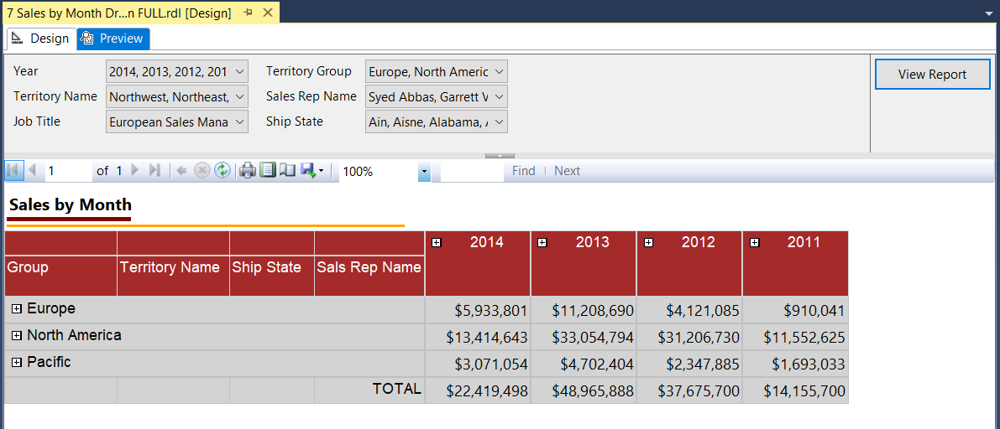 7 Sales by Month Dr...n FULL.rdl [Design]
Design Preview
Year 2014, 2013, 2012, 201 Territory Group Europe, North Americ View Report
Territory Name Northwest, Northeast, Sales Rep Name Syed Abbas, Garrett V
Job Title European Sales Mana Ship State Ain, Aisne, Alabama, A
1 of 1 100% Find | Next
Sales by Month
2014 2013 2012 2011
Group Territory Name Ship State Sals Rep Name
Europe $5,933,801 $11,208,690 $4,121,085 $910,041
North America $13,414,643 $33,054,794 $31,206,730 $11,552,625
Pacific $3,071,054 $4,702,404 $2,347,885 $1,693,033
TOTAL $22,419,498 $48,965,888 $37,675,700 $14,155,700